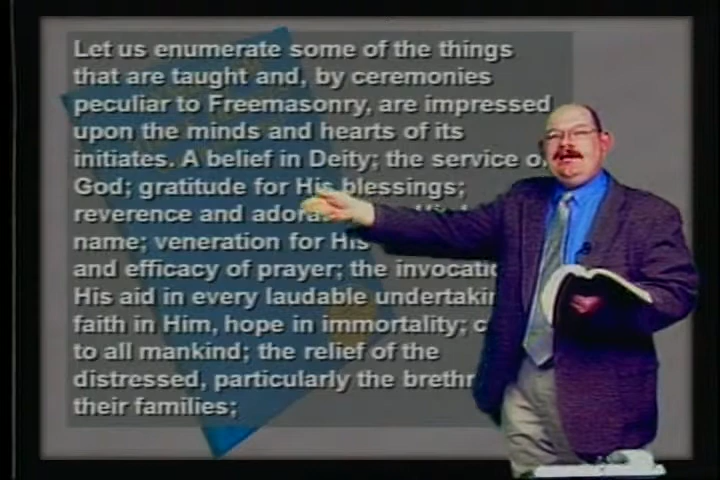 Let us enumerate some of the things
that are taught and, by ceremonies
peculiar to Freemasonry, are impressed
upon the minds and hearts of its
initiates. A belief in Deity; the service
God; gratitude for His blessings;
reverence and
name; veneration for His
and efficacy of prayer; the
His aid in every laudable
faith in Him, hope in immortality;
to all mankind; the relief of the
distressed, particularly the
their families;